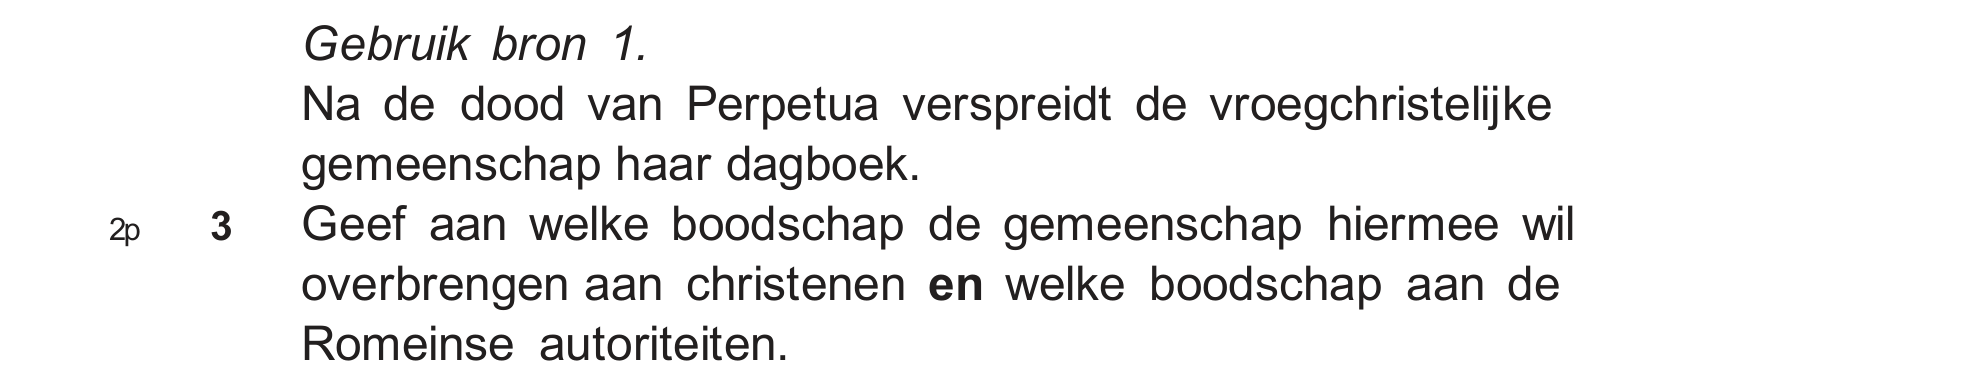 Gebruik bron 1.
Na de dood van Perpetua verspreidt de vroegchristelijke
gemeenschap haar dagboek.
2p 3 Geef aan welke boodschap de gemeenschap hiermee wil
overbrengen aan christenen en welke boodschap aan de
Romeinse autoriteiten.